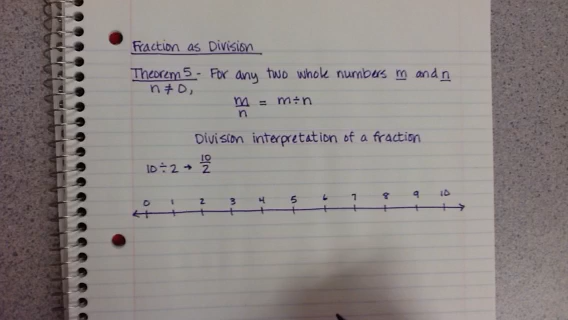 Fraction as Division
Theorem 5 - For any two whole numbers m and n
n ≠ 0,
m/n = m ÷ n
Division interpretation of a fraction
10 ÷ 2 → 10/2
0 1 2 3 4 5 6 7 8 9 10